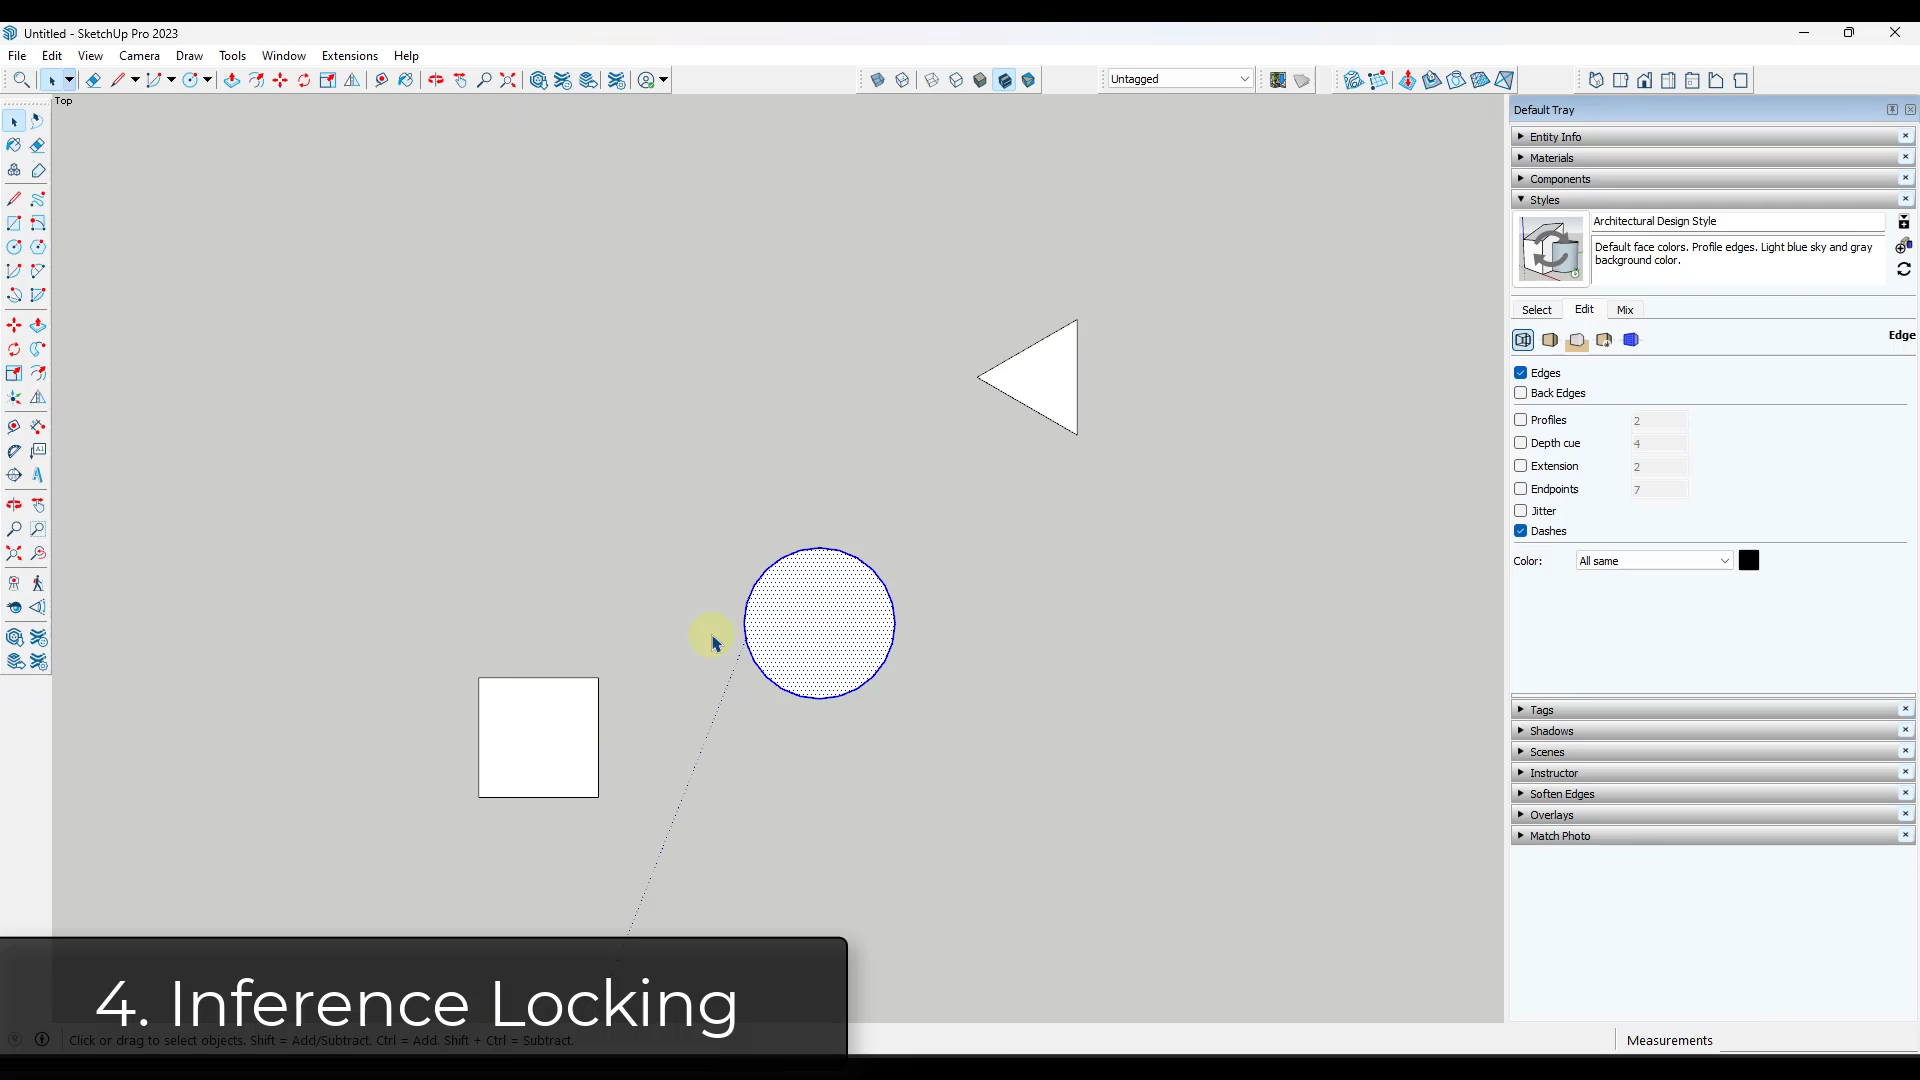 Untitled - SketchUp Pro 2023
File Edit View Camera Draw Tools Window Extensions Help
Untagged
Top
Default Tray
Entity Info
Materials
Components
Styles
Architectural Design Style
Default face colors. Profile edges. Light blue sky and gray
background color.
Select Edit Mix
Edge
Edges
Back Edges
Profiles 2
Depth cue 4
Extension 2
Endpoints 7
Jitter
Dashes
Color: All same
Tags
Shadows
Scenes
Instructor
Soften Edges
Overlays
Match Photo
4. Inference Locking
Click or drag to select objects. Shift = Add/Subtract. Ctrl = Add. Shift + Ctrl = Subtract.
Measurements